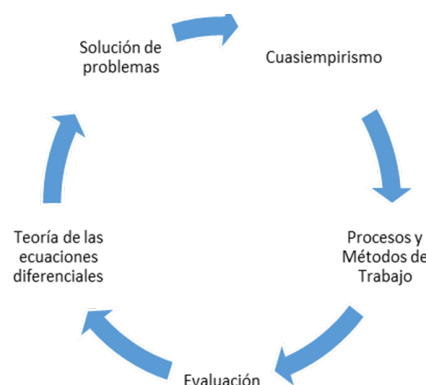 Solución de
problemas
Cuasiempirismo
Procesos y
Métodos de
Trabajo
Evaluación
Teoría de las
ecuaciones
diferenciales